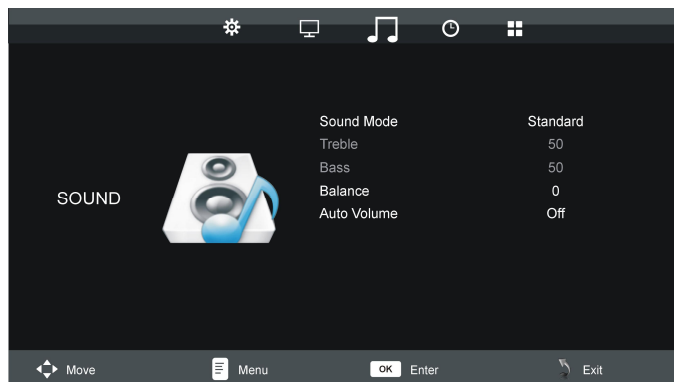 Sound Mode Standard
Treble 50
Bass 50
SOUND
Balance 0
Auto Volume Off
Move Menu OK Enter Exit